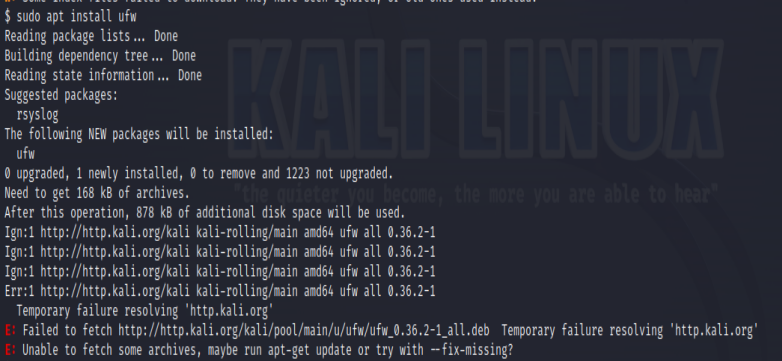 Some index files failed to download. They have been ignored, or old ones used instead.
$ sudo apt install ufw
Reading package lists... Done
Building dependency tree... Done
Reading state information... Done
Suggested packages:
  rsyslog
The following NEW packages will be installed:
  ufw
0 upgraded, 1 newly installed, 0 to remove and 1223 not upgraded.
Need to get 168 kB of archives.
After this operation, 878 kB of additional disk space will be used.
Ign:1 http://http.kali.org/kali kali-rolling/main amd64 ufw all 0.36.2-1
Ign:1 http://http.kali.org/kali kali-rolling/main amd64 ufw all 0.36.2-1
Ign:1 http://http.kali.org/kali kali-rolling/main amd64 ufw all 0.36.2-1
Err:1 http://http.kali.org/kali kali-rolling/main amd64 ufw all 0.36.2-1
  Temporary failure resolving 'http.kali.org'
E: Failed to fetch http://http.kali.org/kali/pool/main/u/ufw/ufw_0.36.2-1_all.deb  Temporary failure resolving 'http.kali.org'
E: Unable to fetch some archives, maybe run apt-get update or try with --fix-missing?
KALI LINUX
"the quieter you become, the more you are able to hear"